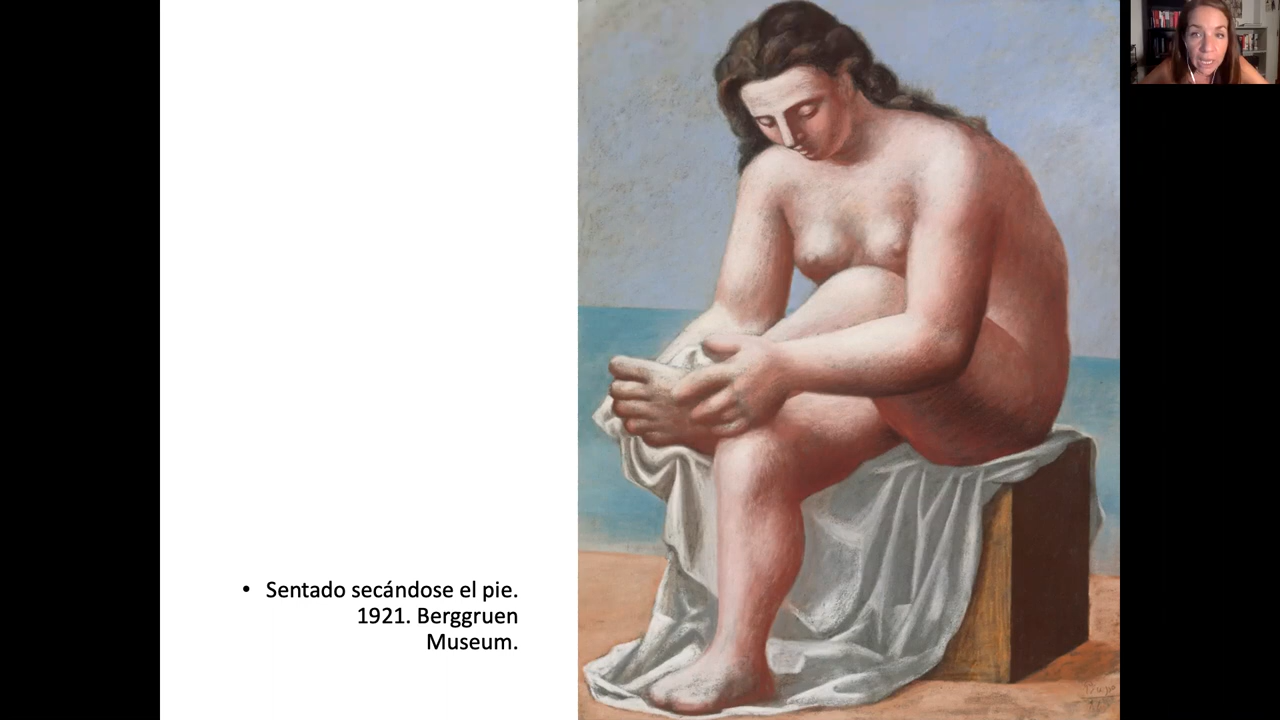 • Sentado secándose el pie.
1921. Berggruen
Museum.